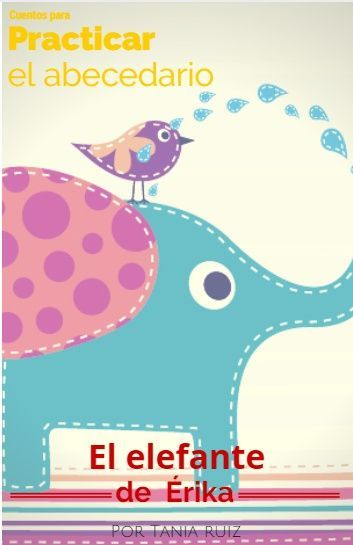 Cuentos para
Practicar
el abecedario
El elefante
de Érika
POR TANIA RUIZ